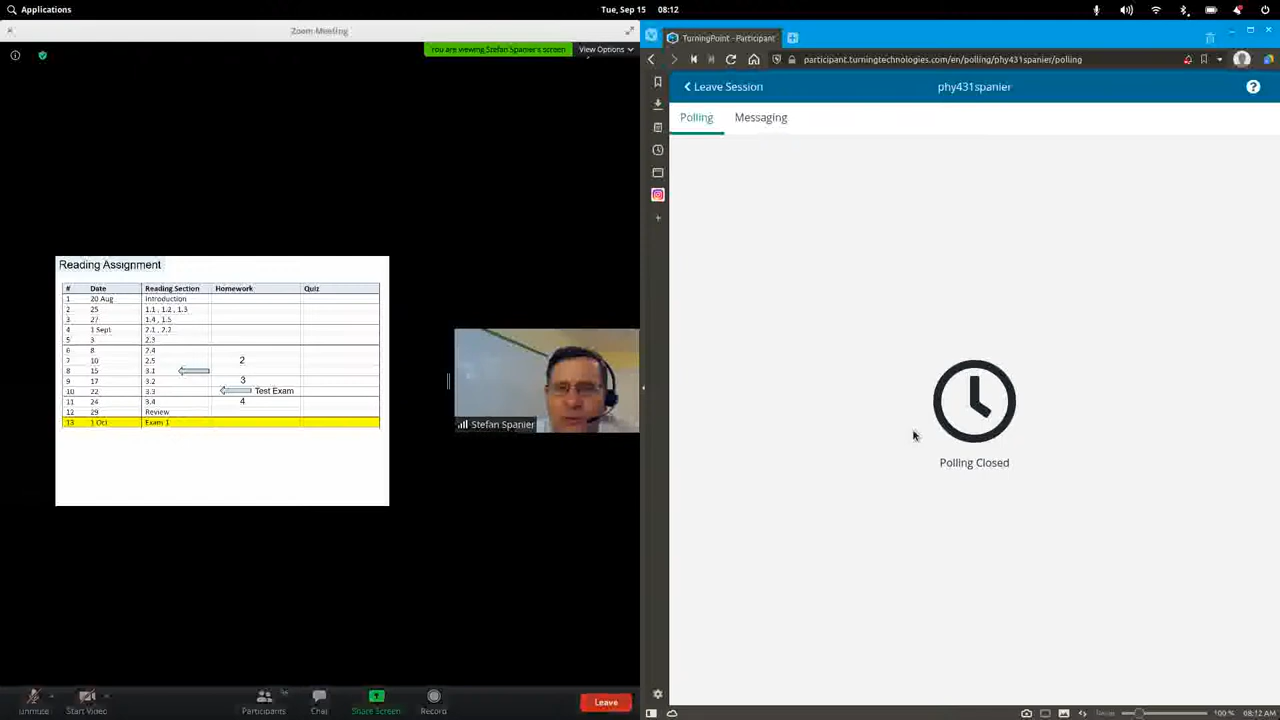 Applications
Tue, Sep 15 08:12
Zoom Meeting
You are viewing Stefan Spanier's screen
View Options
Reading Assignment
# Date Reading Section Homework Quiz
1 20 Aug Introduction
2 25 1.1 , 1.2 , 1.3
3 27 1.4 , 1.5
4 1 Sept 2.1 , 2.2
5 3 2.3
6 8 2.4
7 10 2.5 2
8 15 3.1
9 17 3.2 3
10 22 3.3 Test Exam
11 24 3.4 4
12 29 Review
13 1 Oct Exam 1
Stefan Spanier
Unmute
Start Video
Participants
Chat
Share Screen
Record
Leave
TurningPoint - Participant
participant.turningtechnologies.com/en/polling/phy431spanier/polling
Leave Session
phy431spanier
?
Polling
Messaging
Polling Closed
Reset
100 %
08:12 AM